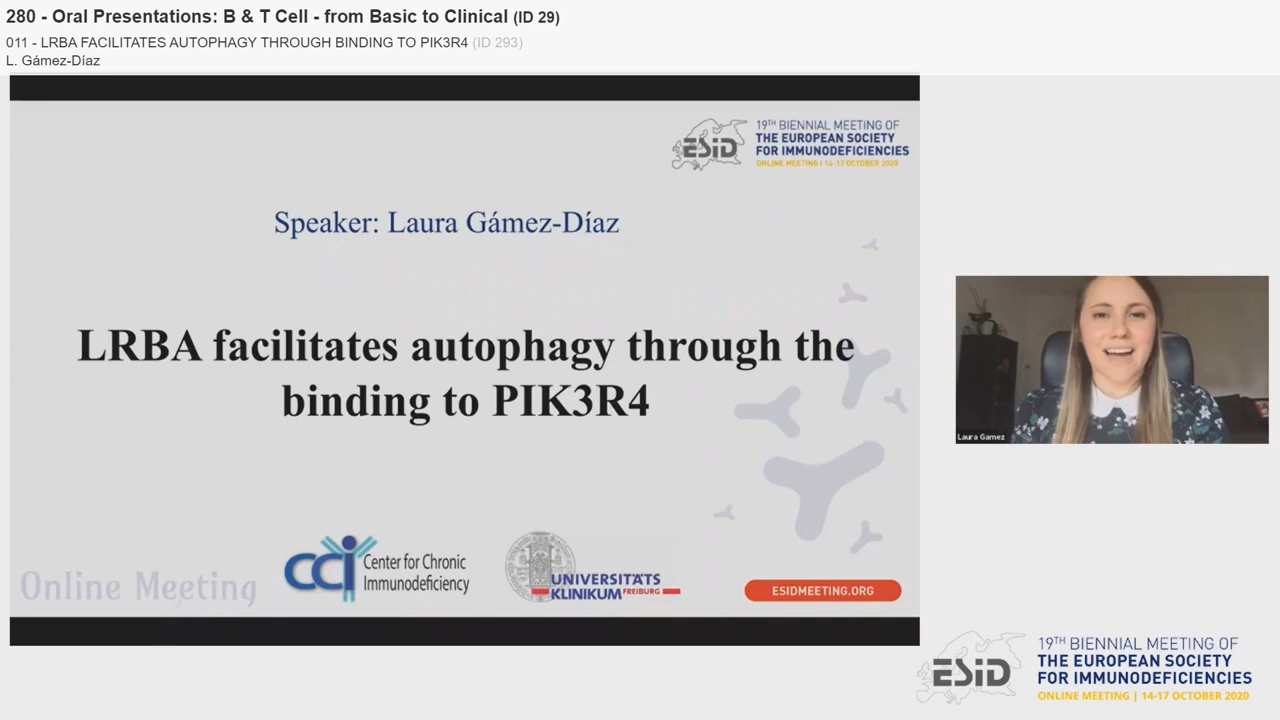 280 - Oral Presentations: B & T Cell - from Basic to Clinical (ID 29)
011 - LRBA FACILITATES AUTOPHAGY THROUGH BINDING TO PIK3R4 (ID 293)
L. Gámez-Díaz
ESiD
19TH BIENNIAL MEETING OF
THE EUROPEAN SOCIETY
FOR IMMUNODEFICIENCIES
ONLINE MEETING | 14-17 OCTOBER 2020
Speaker: Laura Gámez-Díaz
LRBA facilitates autophagy through the
binding to PIK3R4
Laura Gamez
Online Meeting
CCI
Center for Chronic
Immunodeficiency
UNIVERSITÄTS
KLINIKUM FREIBURG
ESIDMEETING.ORG
ESiD
19TH BIENNIAL MEETING OF
THE EUROPEAN SOCIETY
FOR IMMUNODEFICIENCIES
ONLINE MEETING | 14-17 OCTOBER 2020